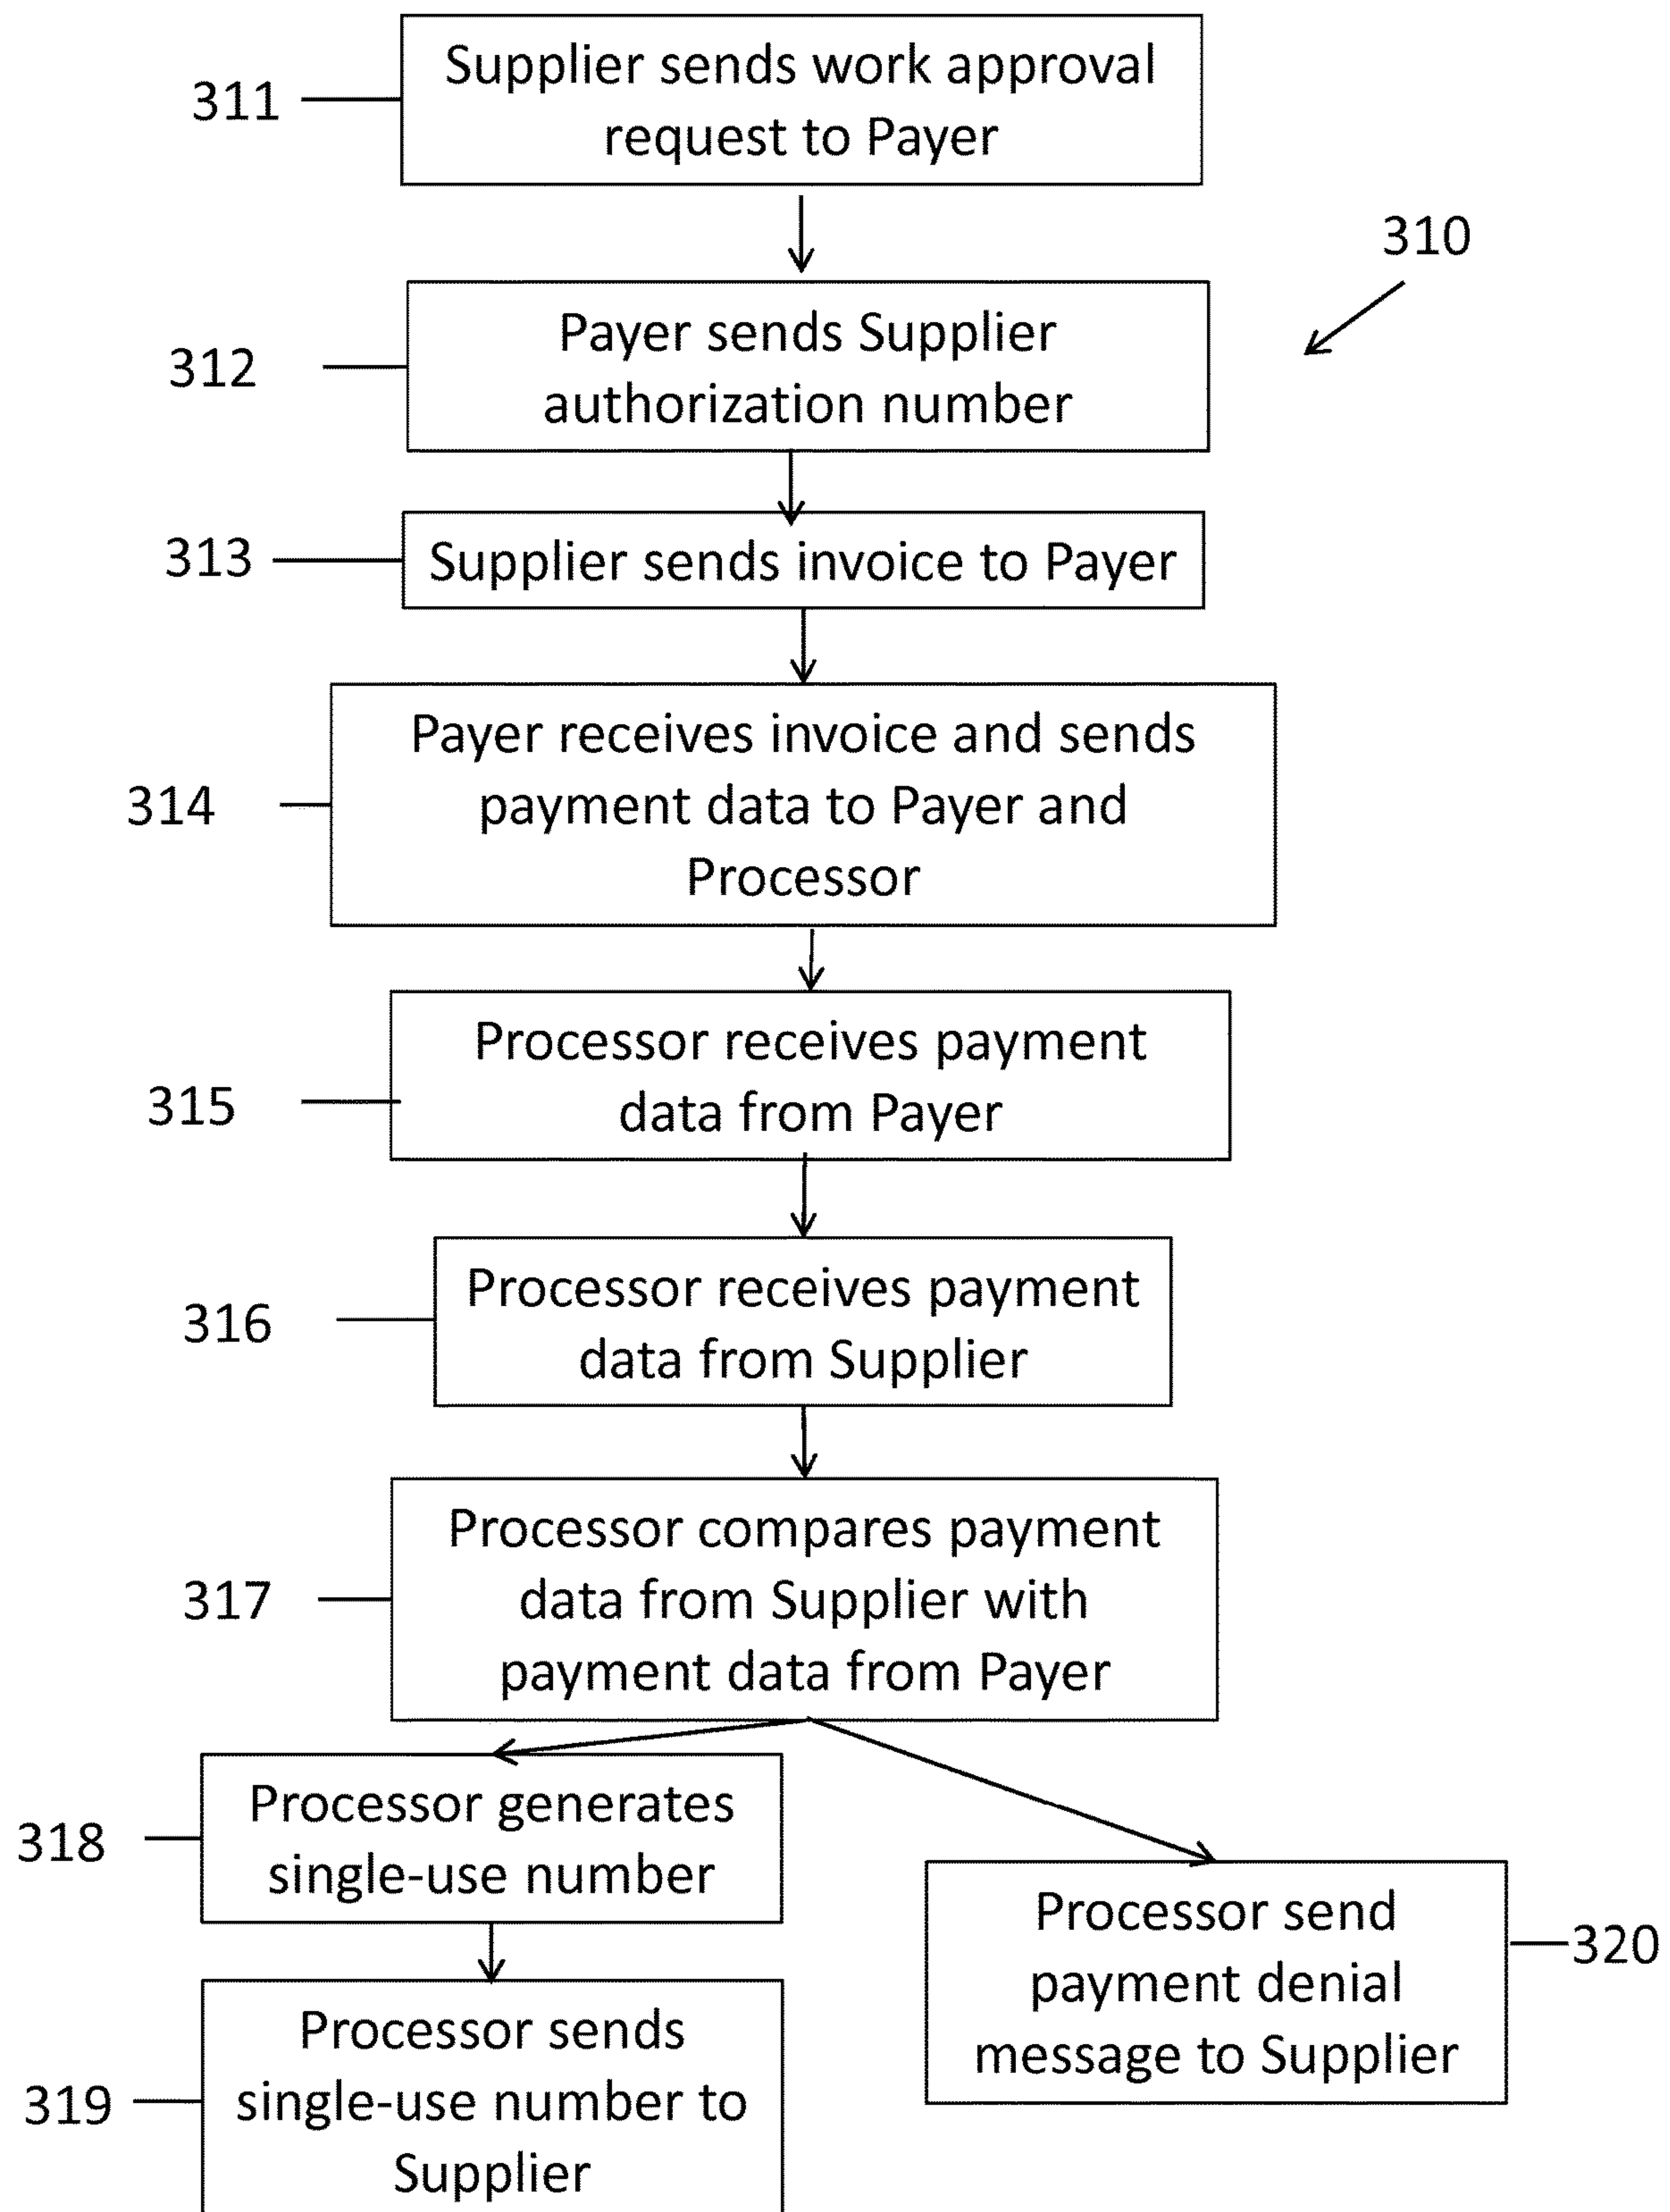 311
Supplier sends work approval
request to Payer
310
312
Payer sends Supplier
authorization number
313
Supplier sends invoice to Payer
314
Payer receives invoice and sends
payment data to Payer and
Processor
315
Processor receives payment
data from Payer
316
Processor receives payment
data from Supplier
317
Processor compares payment
data from Supplier with
payment data from Payer
318
Processor generates
single-use number
320
Processor send
payment denial
message to Supplier
319
Processor sends
single-use number to
Supplier